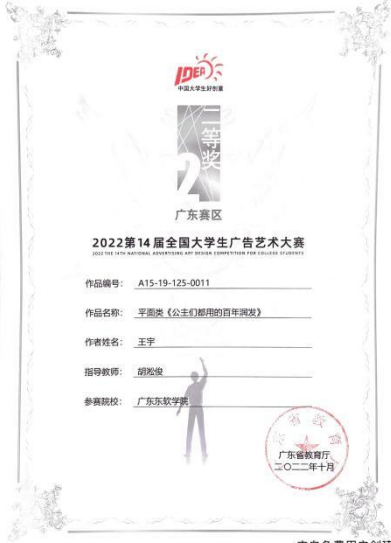 IDEA
中国大学生好创意
二等奖
2
广东赛区
2022第14届全国大学生广告艺术大赛
2022 THE 14TH NATIONAL ADVERTISING ART DESIGN COMPETITION FOR COLLEGE STUDENTS
作品编号： A15-19-125-0011
作品名称： 平面类《公主们都用的百年润发》
作者姓名： 王宇
指导教师： 胡淞俊
参赛院校： 广东东软学院
广东省教育厅
二〇二二年十月